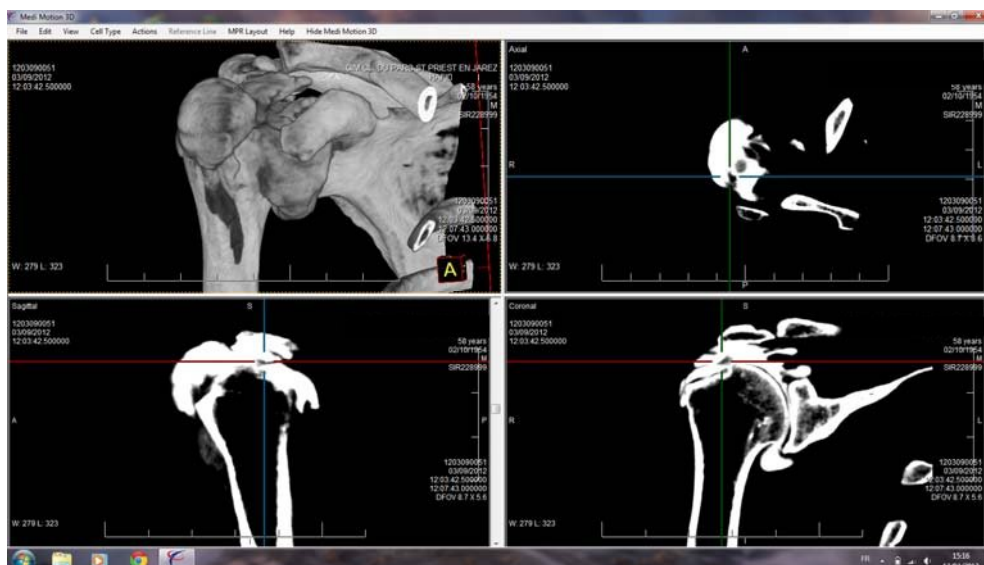 Medi Motion 3D
File Edit View Cell Type Actions Reference Line MPR Layout Help Hide Medi Motion 3D
1203090051
03/09/2012
12:03:42.500000
CIM CL. DU PARC ST PRIEST EN JAREZ
58 years
02/10/1954
M
SIR228999
1203090051
03/09/2012
12:03:42.500000
12:07:43.000000
DFOV 13.4 X 6.8
W: 279 L: 323
A
Axial
A
1203090051
03/09/2012
12:03:42.500000
58 years
02/10/1954
M
SIR228999
R
L
1203090051
03/09/2012
12:03:42.500000
12:07:43.000000
DFOV 8.7 X 5.6
W: 279 L: 323
P
Sagittal
S
1203090051
03/09/2012
12:03:42.500000
58 years
02/10/1954
M
SIR228999
A
P
1203090051
03/09/2012
12:03:42.500000
12:07:43.000000
DFOV 8.7 X 5.6
W: 279 L: 323
Coronal
S
1203090051
03/09/2012
12:03:42.500000
58 years
02/10/1954
M
SIR228999
R
L
1203090051
03/09/2012
12:03:42.500000
12:07:43.000000
DFOV 8.7 X 5.6
W: 279 L: 323
FR
15:16